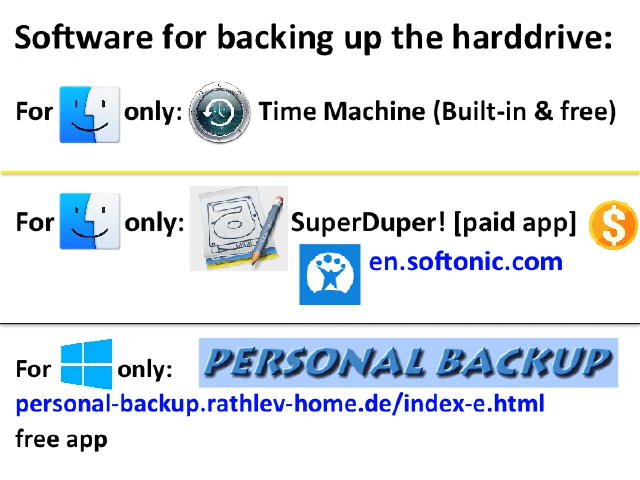 Software for backing up the harddrive:
For only: Time Machine (Built-in & free)
For only: SuperDuper! [paid app] $
en.softonic.com
For only: PERSONAL BACKUP
personal-backup.rathlev-home.de/index-e.html
free app